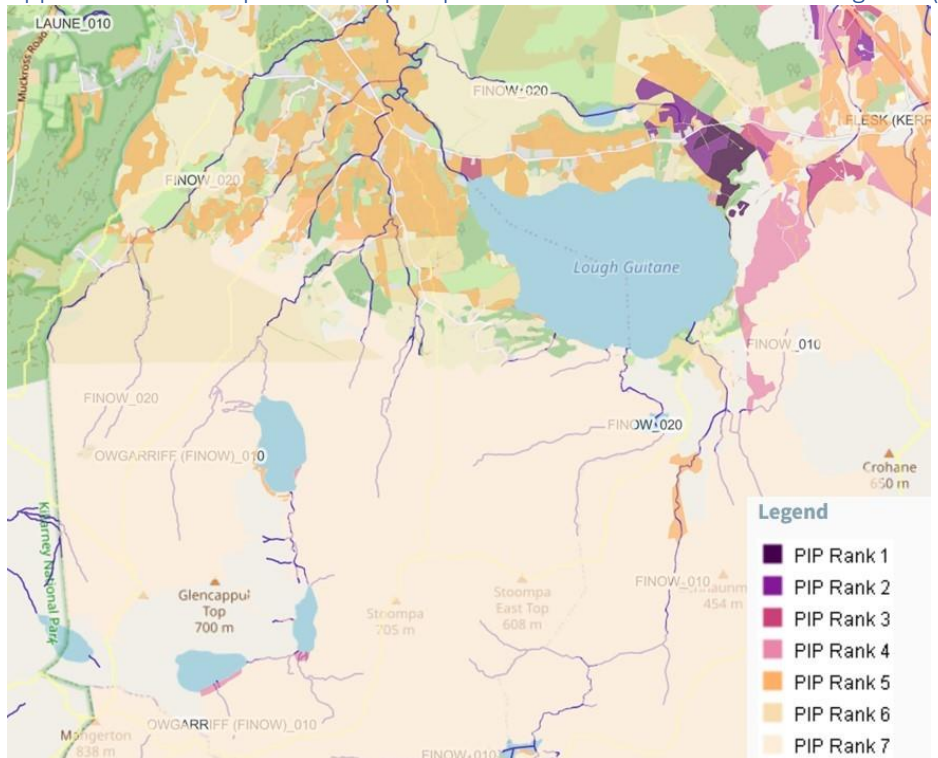 LAUNE_010
Muckross Road
FINOW_020
FLESK (KERR
FINOW_020
Lough Guitane
FINOW_010
FINOW_020
FINOW_020
OWGARRIFF (FINOW)_010
Crohane
650 m
Killarney National Park
Legend
PIP Rank 1
PIP Rank 2
PIP Rank 3
PIP Rank 4
PIP Rank 5
PIP Rank 6
PIP Rank 7
Glencappul
Top
700 m
Stoompa
705 m
Stoompa
East Top
608 m
FINOW_010
454 m
OWGARRIFF (FINOW)_010
Mangerton
838 m
FINOW_010